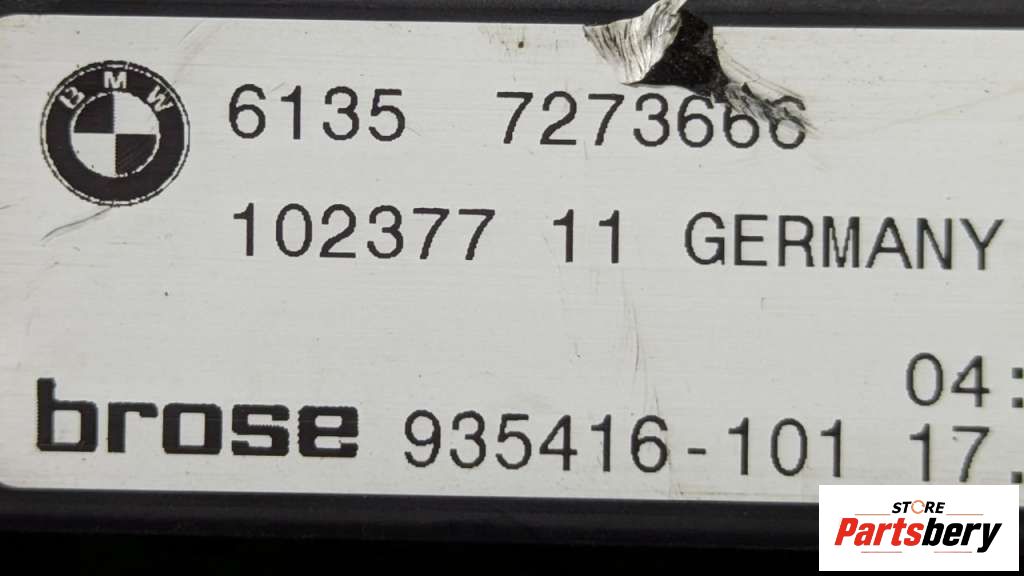 BMW
6135 7273666
102377 11 GERMANY
04:
brose 935416-101 17.
STORE
Partsbery